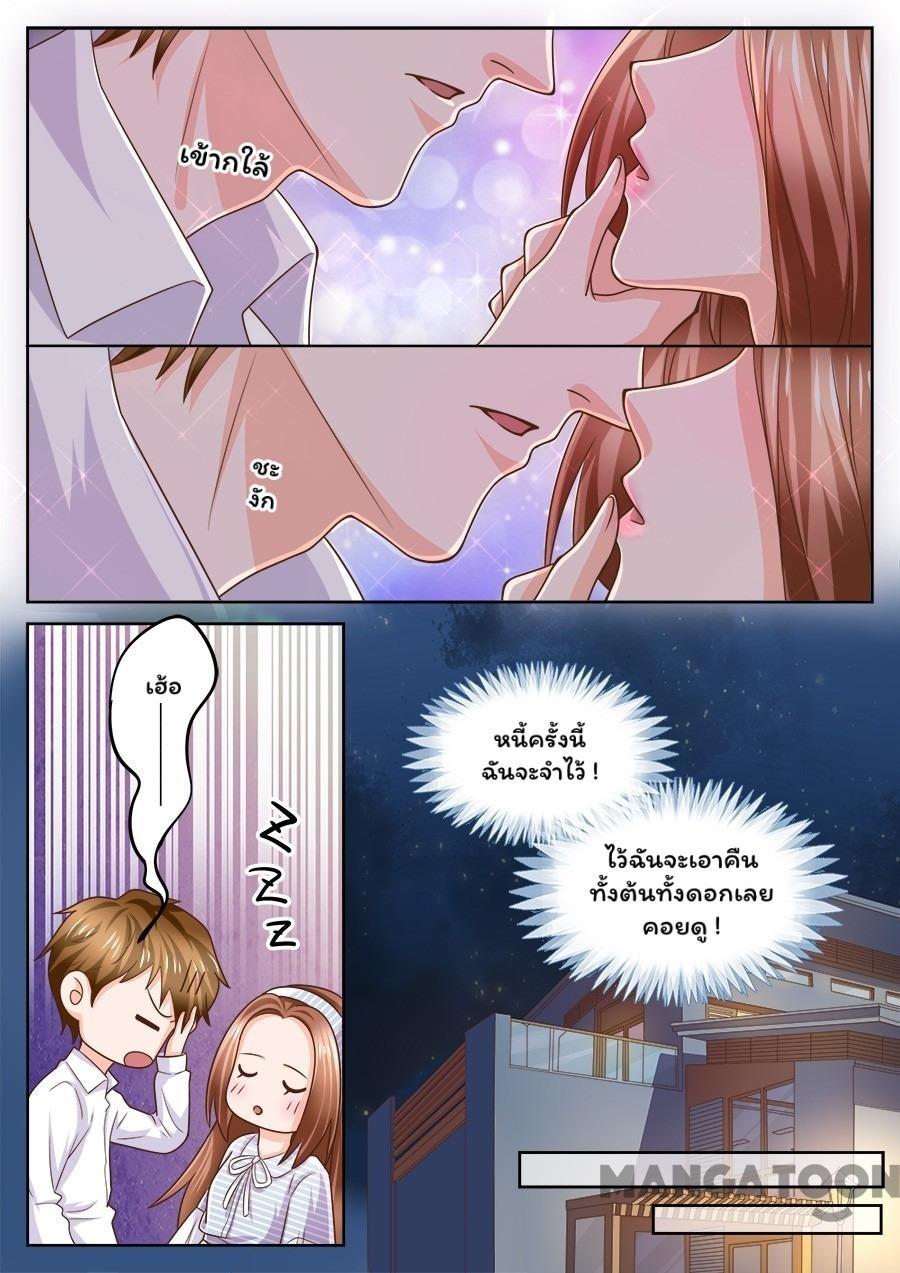 เข้ากใล้
ชะ
งัก
เฮ้อ
Z
Z
Z
หนี้ครั้งนี้
ฉันจะจำไว้ !
ไว้ฉันจะเอาคืน
ทั้งต้นทั้งดอกเลย
คอยดู !
MANGATOON